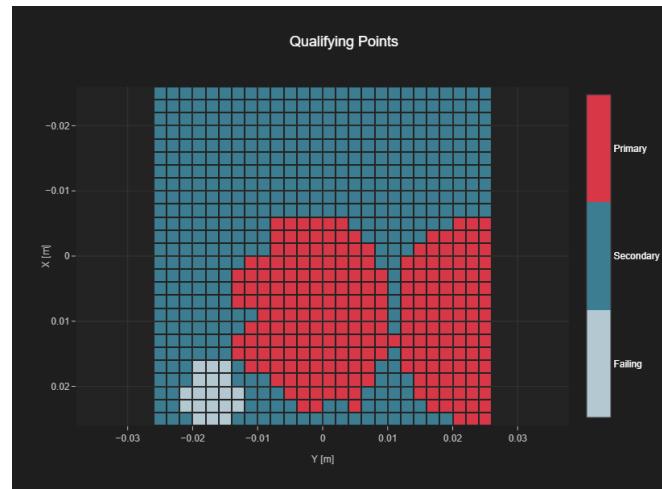 Qualifying Points
−0.02
−0.01
0
0.01
0.02
X [m]
−0.03
−0.02
−0.01
0
0.01
0.02
0.03
Y [m]
Primary
Secondary
Failing